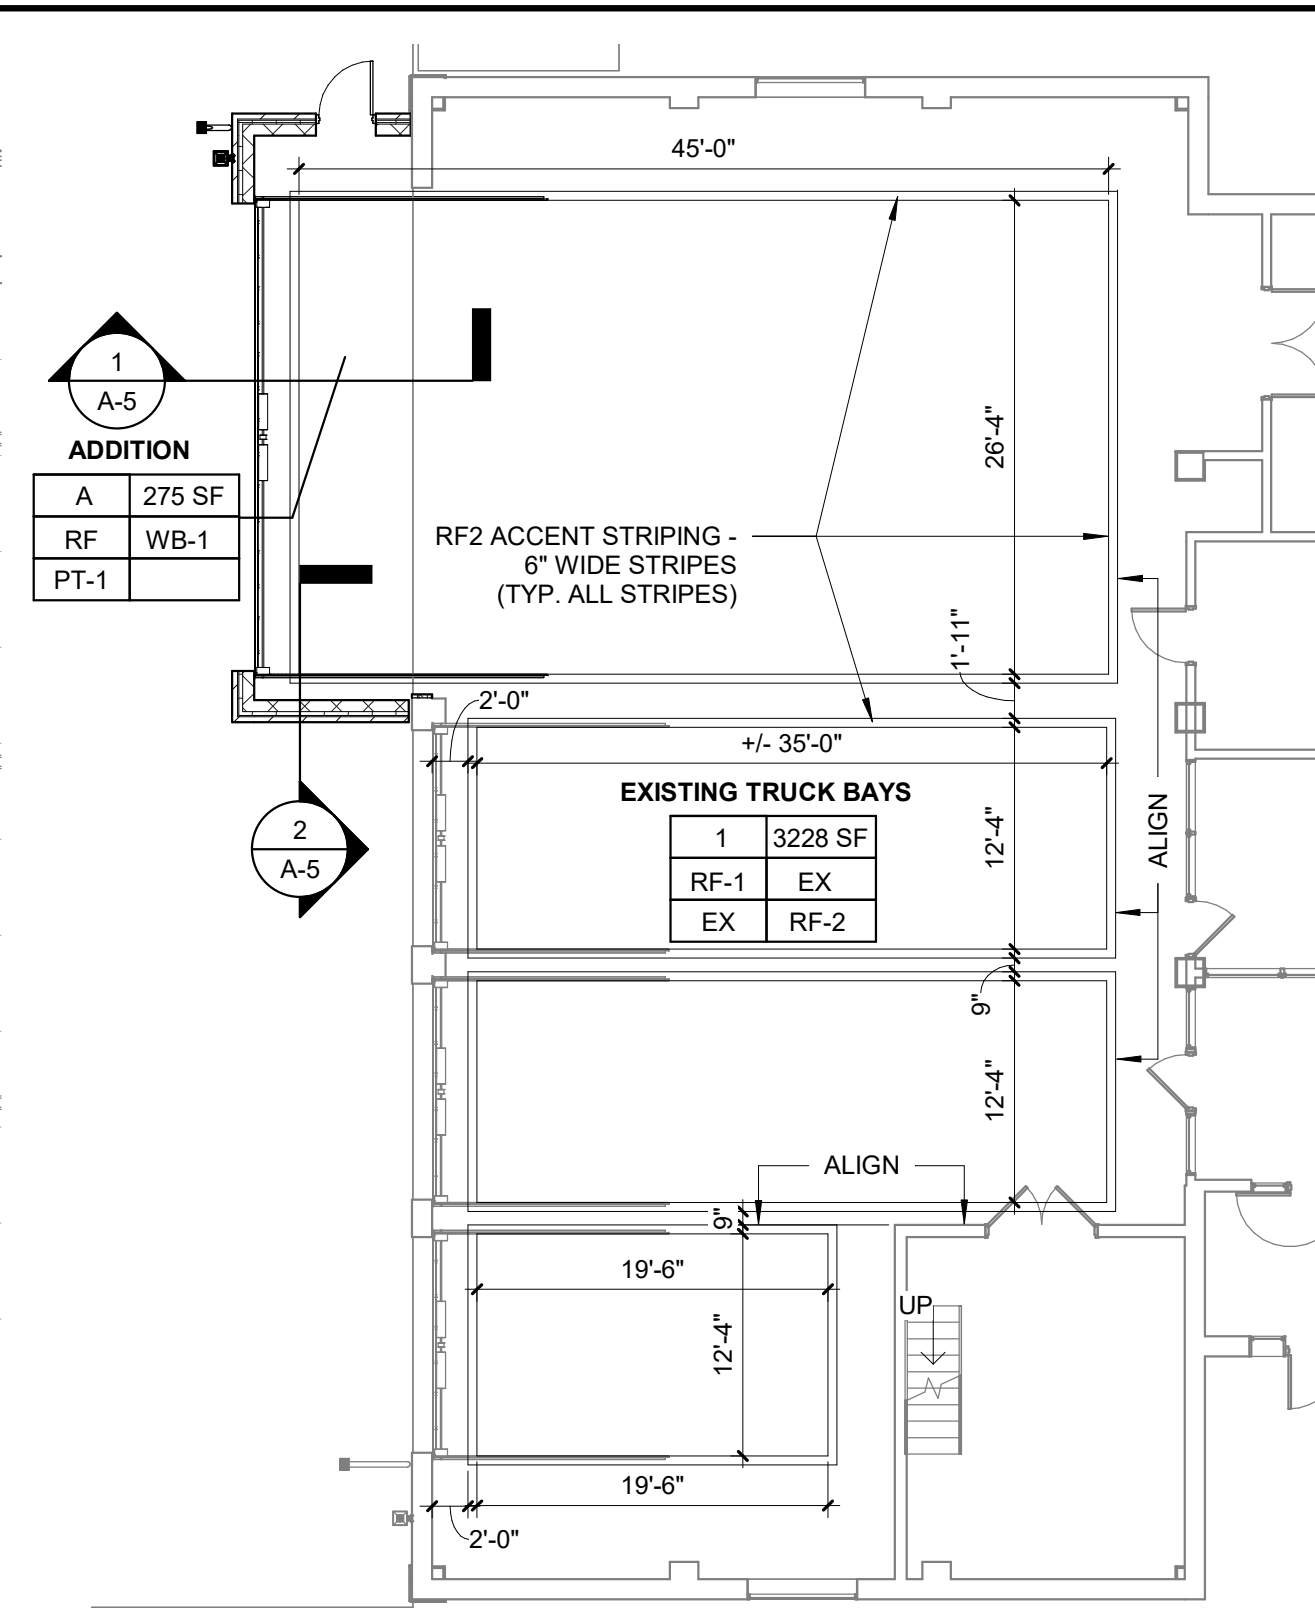 45'-0"
1
A-5
ADDITION
A 275 SF
RF WB-1
PT-1
26'-4"
RF2 ACCENT STRIPING -
6" WIDE STRIPES
(TYP. ALL STRIPES)
1'-11"
2'-0"
+/- 35'-0"
EXISTING TRUCK BAYS
1 3228 SF
RF-1 EX
EX RF-2
12'-4"
ALIGN
2
A-5
9"
12'-4"
ALIGN
9"
19'-6"
UP
12'-4"
19'-6"
2'-0"